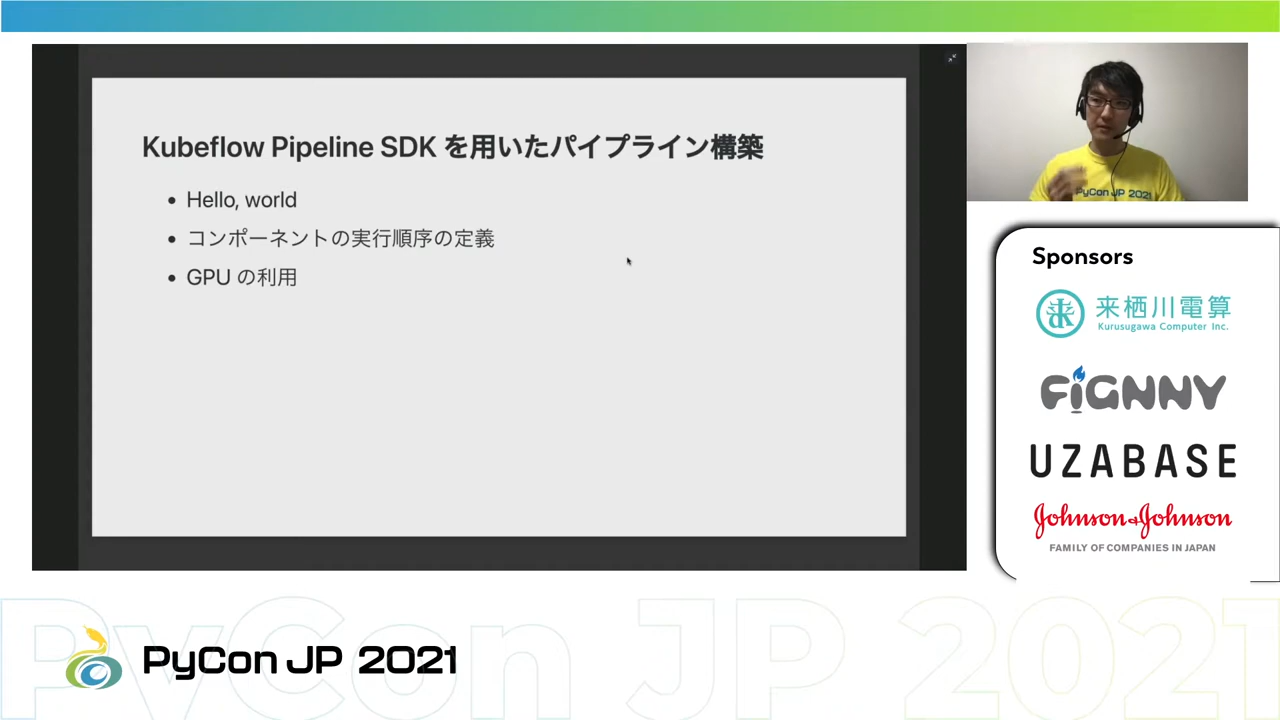 Kubeflow Pipeline SDK を用いたパイプライン構築
Hello, world
コンポーネントの実行順序の定義
GPU の利用
PyCon JP 2021
Sponsors
来栖川電算
Kurusugawa Computer Inc.
FiGNNY
UZABASE
Johnson&Johnson
FAMILY OF COMPANIES IN JAPAN
PyCon JP 2021
PyCon JP 2021